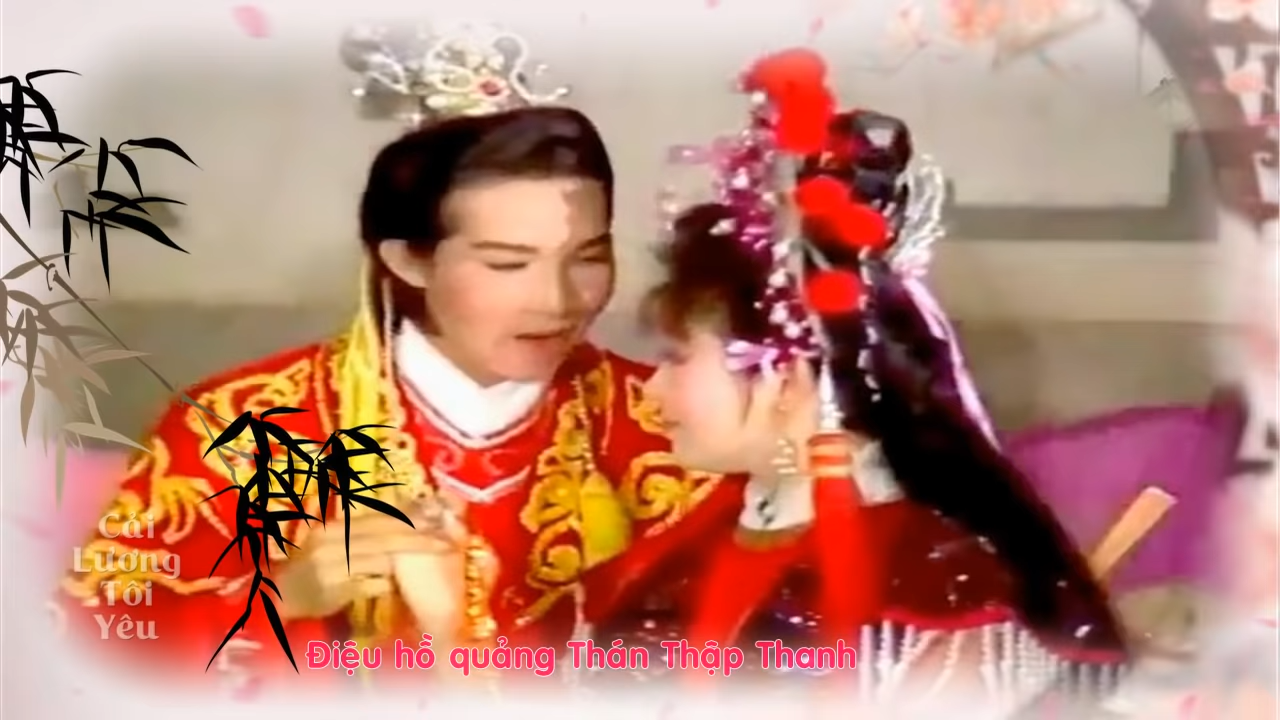 Cải
Lương
Tôi
Yêu
Điệu hồ quảng Thán Thập Thanh